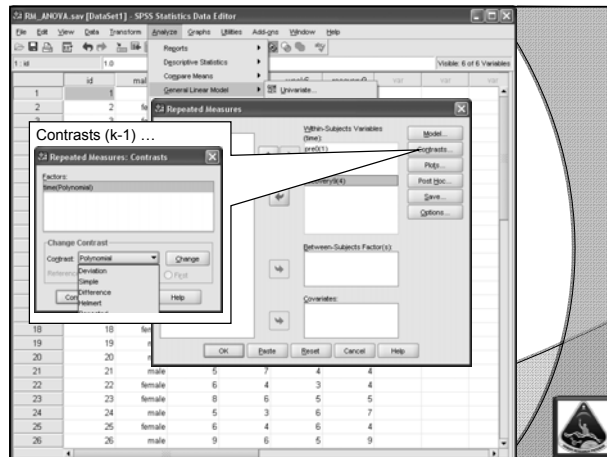 RM_ANOVA.sav [DataSet1] - SPSS Statistics Data Editor
File Edit View Data Transform Analyze Graphs Utilities Add-ons Window Help
1 : id 1.0 Visible: 6 of 6 Variables
Reports
Descriptive Statistics
Compare Means
General Linear Model
Univariate...
id var var var
1 1
2 2
Repeated Measures
Within-Subjects Variables
(time):
pre0(1)
Model...
Contrasts...
Plots...
Post Hoc...
Save...
Options...
Between-Subjects Factor(s):
Covariates:
OK Paste Reset Cancel Help
Contrasts (k-1) …
Repeated Measures: Contrasts
Factors:
time(Polynomial)
Change Contrast
Contrast: Polynomial Change
First
Deviation
Simple
Difference
Helmert
Help
18 18
19 19
20 20
21 21 male 5 7 4 4
22 22 female 6 4 3 4
23 23 female 8 6 5 5
24 24 male 5 3 6 7
25 25 female 6 4 6 4
26 26 male 9 6 5 9